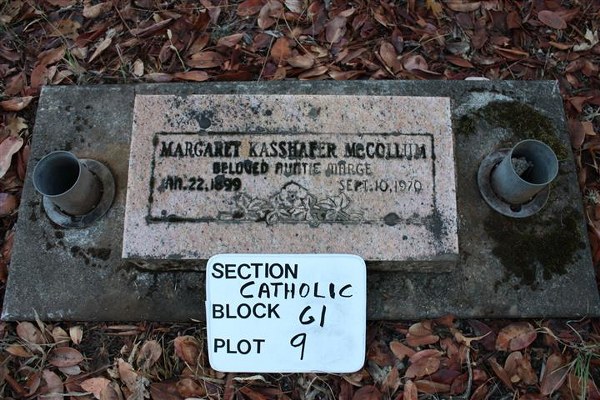 MARGARET KASSHAFER McCOLLUM
BELOVED AUNTIE MARGE
JAN. 22, 1899 SEPT. 10, 1970
SECTION
CATHOLIC
BLOCK 61
PLOT 9